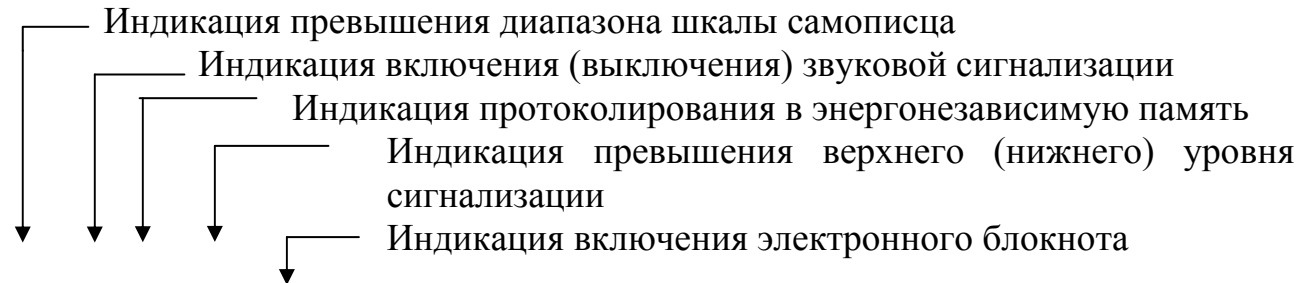 Индикация превышения диапазона шкалы самописца
Индикация включения (выключения) звуковой сигнализации
Индикация протоколирования в энергонезависимую память
Индикация превышения верхнего (нижнего) уровня
сигнализации
Индикация включения электронного блокнота